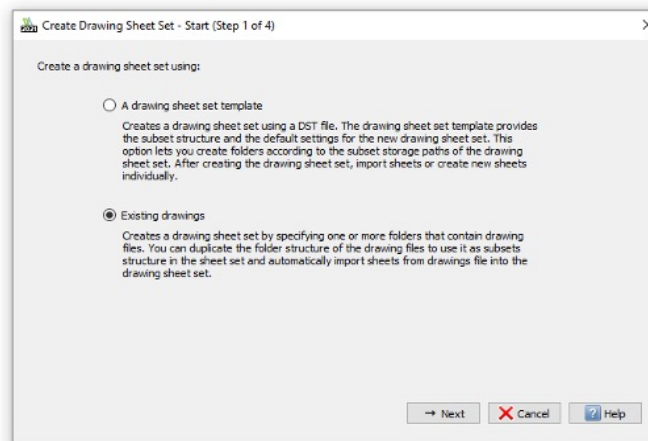 Create Drawing Sheet Set - Start (Step 1 of 4)
Create a drawing sheet set using:
A drawing sheet set template
Creates a drawing sheet set using a DST file. The drawing sheet set template provides
the subset structure and the default settings for the new drawing sheet set. This
option lets you create folders according to the subset storage paths of the drawing
sheet set. After creating the drawing sheet set, import sheets or create new sheets
individually.
Existing drawings
Creates a drawing sheet set by specifying one or more folders that contain drawing
files. You can duplicate the folder structure of the drawing files to use it as subsets
structure in the sheet set and automatically import sheets from drawings file into the
drawing sheet set.
Next
Cancel
Help